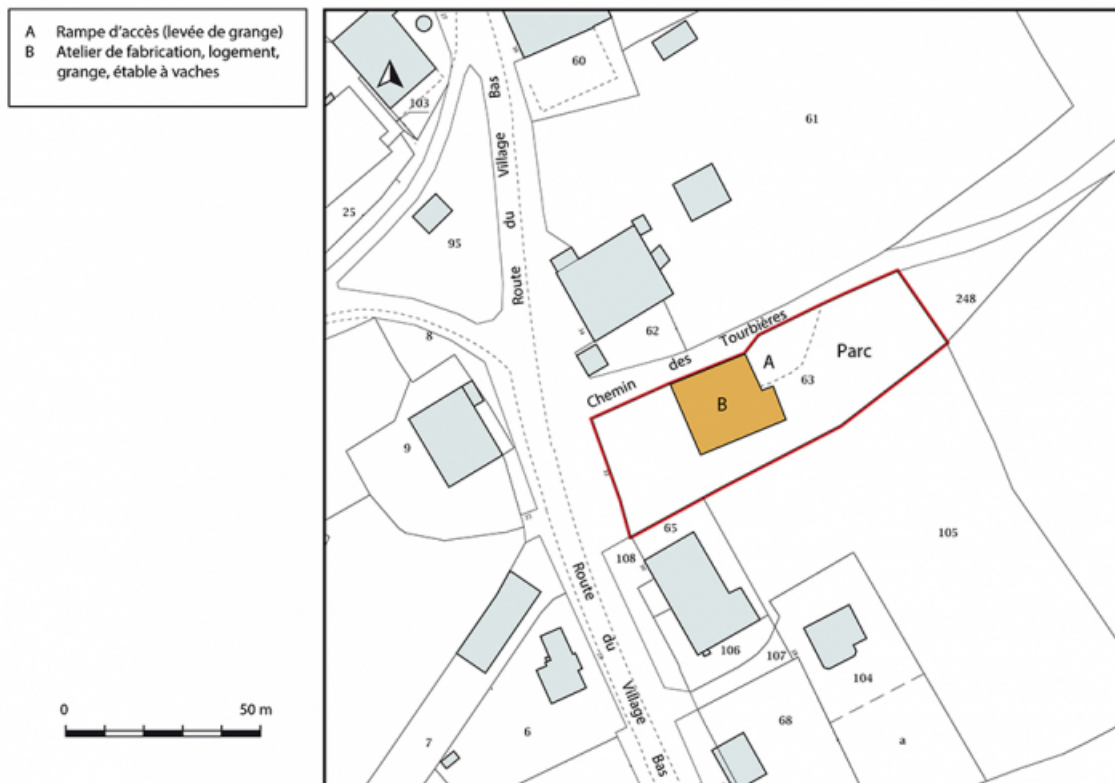 A Rampe d'accès (levée de grange)
B Atelier de fabrication, logement,
grange, étable à vaches
0 50 m
103
60
61
25
95
Route du Village Bas
62
8
248
Chemin des Tourbières
A
Parc
63
B
9
65
108
105
Route du Village Bas
106
107
104
68
a
7
6